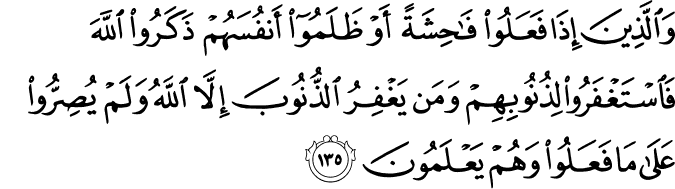 وَٱلَّذِينَ إِذَا فَعَلُوا۟ فَـٰحِشَةً أَوْ ظَلَمُوٓا۟ أَنفُسَهُمْ ذَكَرُوا۟ ٱللَّهَ
فَٱسْتَغْفَرُوا۟ لِذُنُوبِهِمْ وَمَن يَغْفِرُ ٱلذُّنُوبَ إِلَّا ٱللَّهُ وَلَمْ يُصِرُّوا۟
عَلَىٰ مَا فَعَلُوا۟ وَهُمْ يَعْلَمُونَ ١٣٥